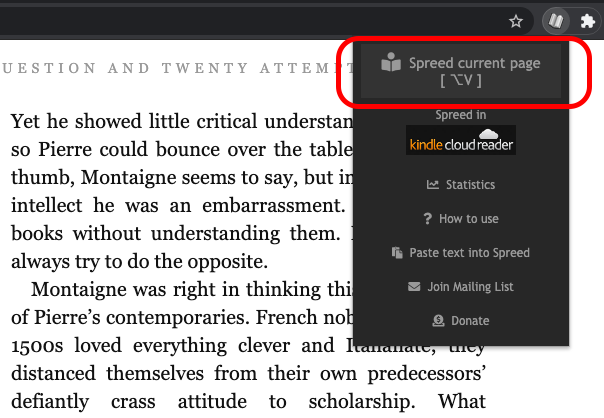 UESTION AND TWENTY ATTEMPT
Yet he showed little critical understan
so Pierre could bounce over the table
thumb, Montaigne seems to say, but in
intellect he was an embarrassment.
books without understanding them.
always try to do the opposite.
Montaigne was right in thinking this
of Pierre's contemporaries. French nob
1500s loved everything clever and Italianate, they
distanced themselves from their own predecessors'
defiantly crass attitude to scholarship. What
Spreed current page
[ ⌥V ]
Spreed in
kindle cloud reader
Statistics
? How to use
Paste text into Spreed
Join Mailing List
Donate